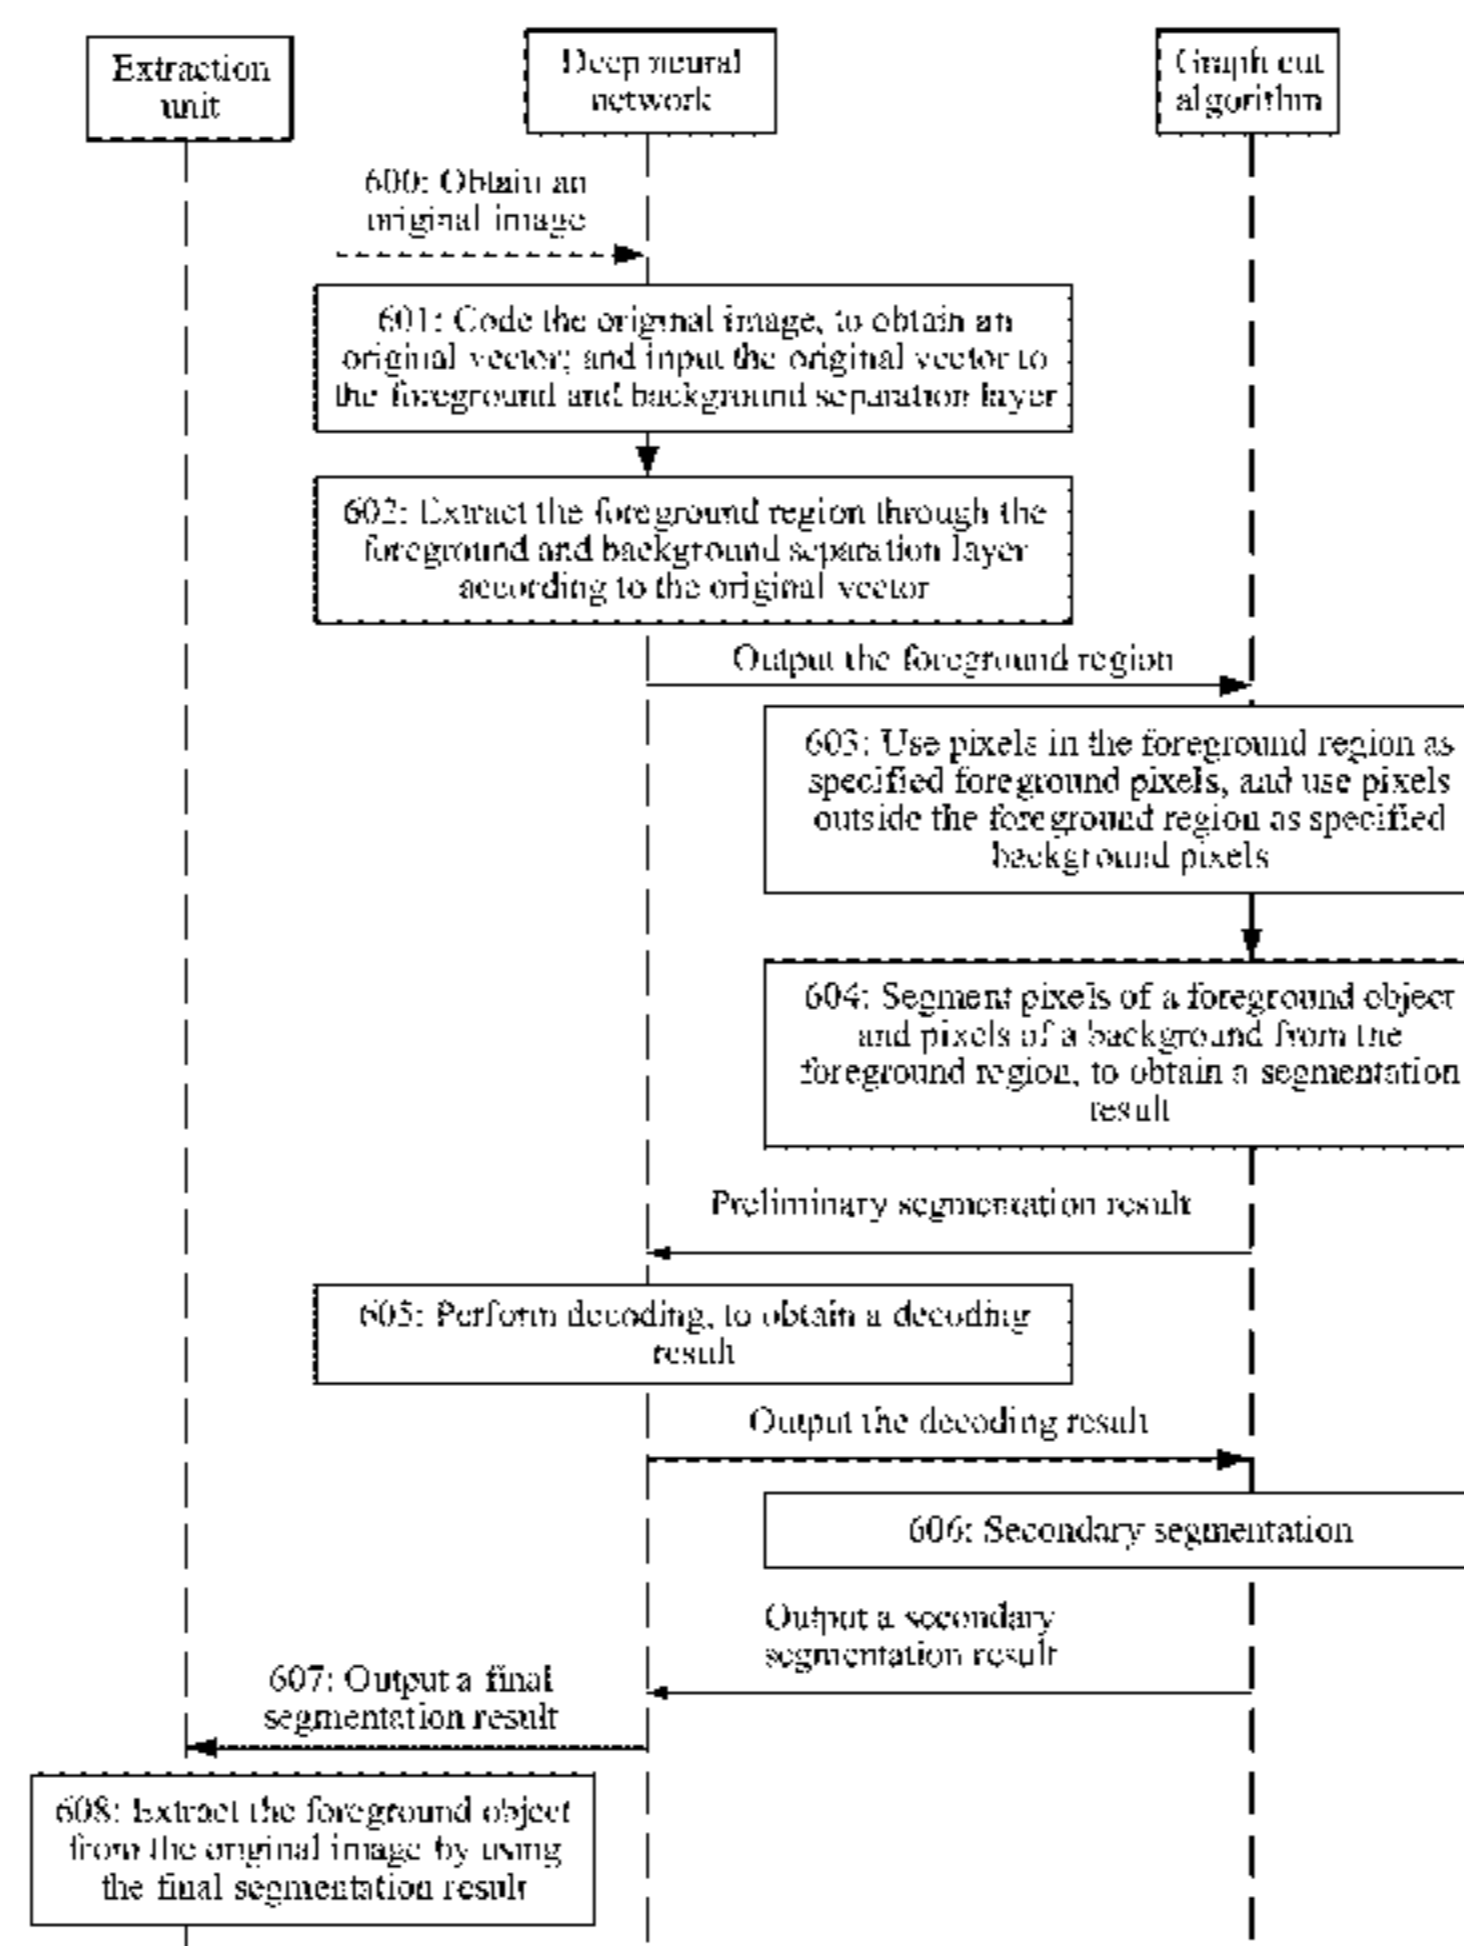 Extraction
unit
Deep neural
network
Graph cut
algorithm
600: Obtain an
original image
601: Code the original image, to obtain an
original vector; and input the original vector to
the foreground and background separation layer
602: Extract the foreground region through the
foreground and background separation layer
according to the original vector
Output the foreground region
603: Use pixels in the foreground region as
specified foreground pixels, and use pixels
outside the foreground region as specified
background pixels
604: Segment pixels of a foreground object
and pixels of a background from the
foreground region, to obtain a segmentation
result
Preliminary segmentation result
605: Perform decoding, to obtain a decoding
result
Output the decoding result
606: Secondary segmentation
Output a secondary
segmentation result
607: Output a final
segmentation result
608: Extract the foreground object
from the original image by using
the final segmentation result